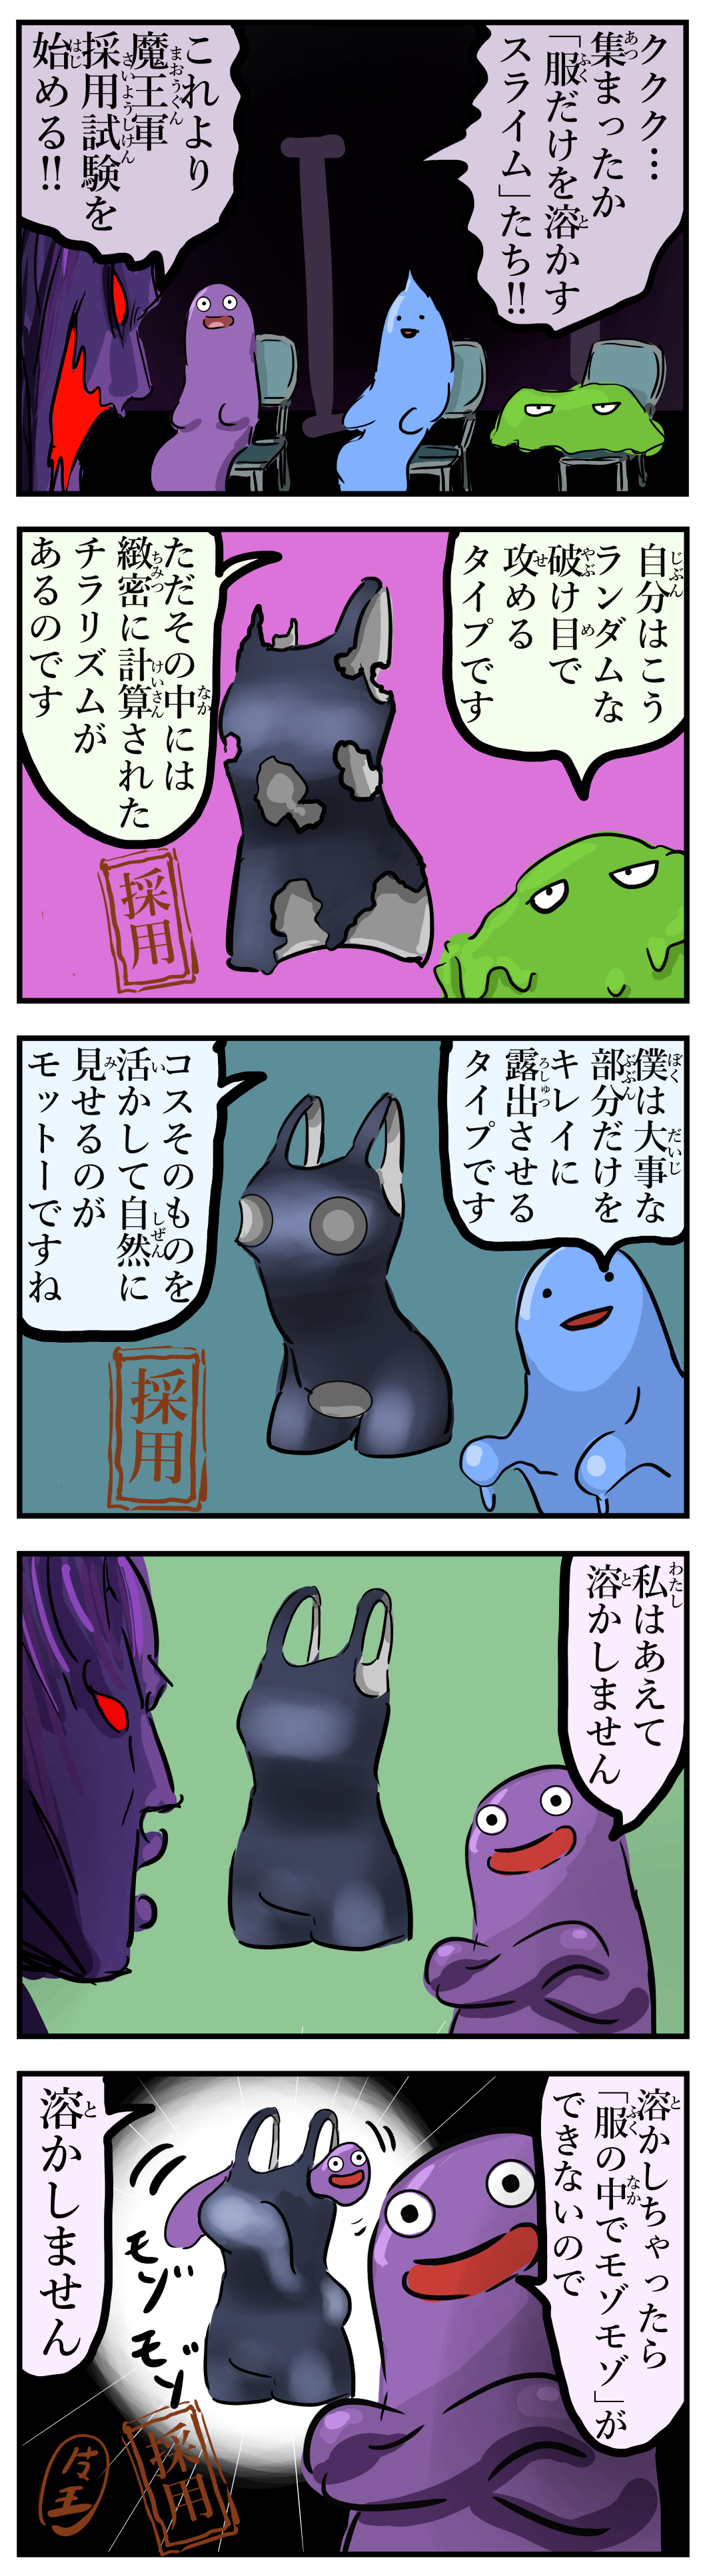 ククク…
集まったか
「服だけを溶かす
スライム」たち!!
これより
魔王軍
採用試験を
始める!!
自分はこう
ランダムな
破け目で
攻める
タイプです
ただその中には
緻密に計算された
チラリズムが
あるのです
採用
僕は大事な
部分だけを
キレイに
露出させる
タイプです
コスそのものを
活かして自然に
見せるのが
モットーですね
採用
私はあえて
溶かしません
溶かしちゃったら
「服の中でモゾモゾ」が
できないので
溶かしません
モゾ
モゾ
採用